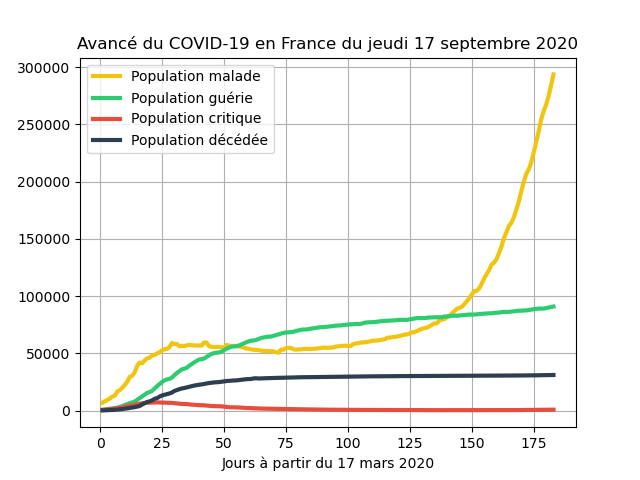 Avancé du COVID-19 en France du jeudi 17 septembre 2020
300000
250000
200000
150000
100000
50000
0
Population malade
Population guérie
Population critique
Population décédée
0 25 50 75 100 125 150 175
Jours à partir du 17 mars 2020